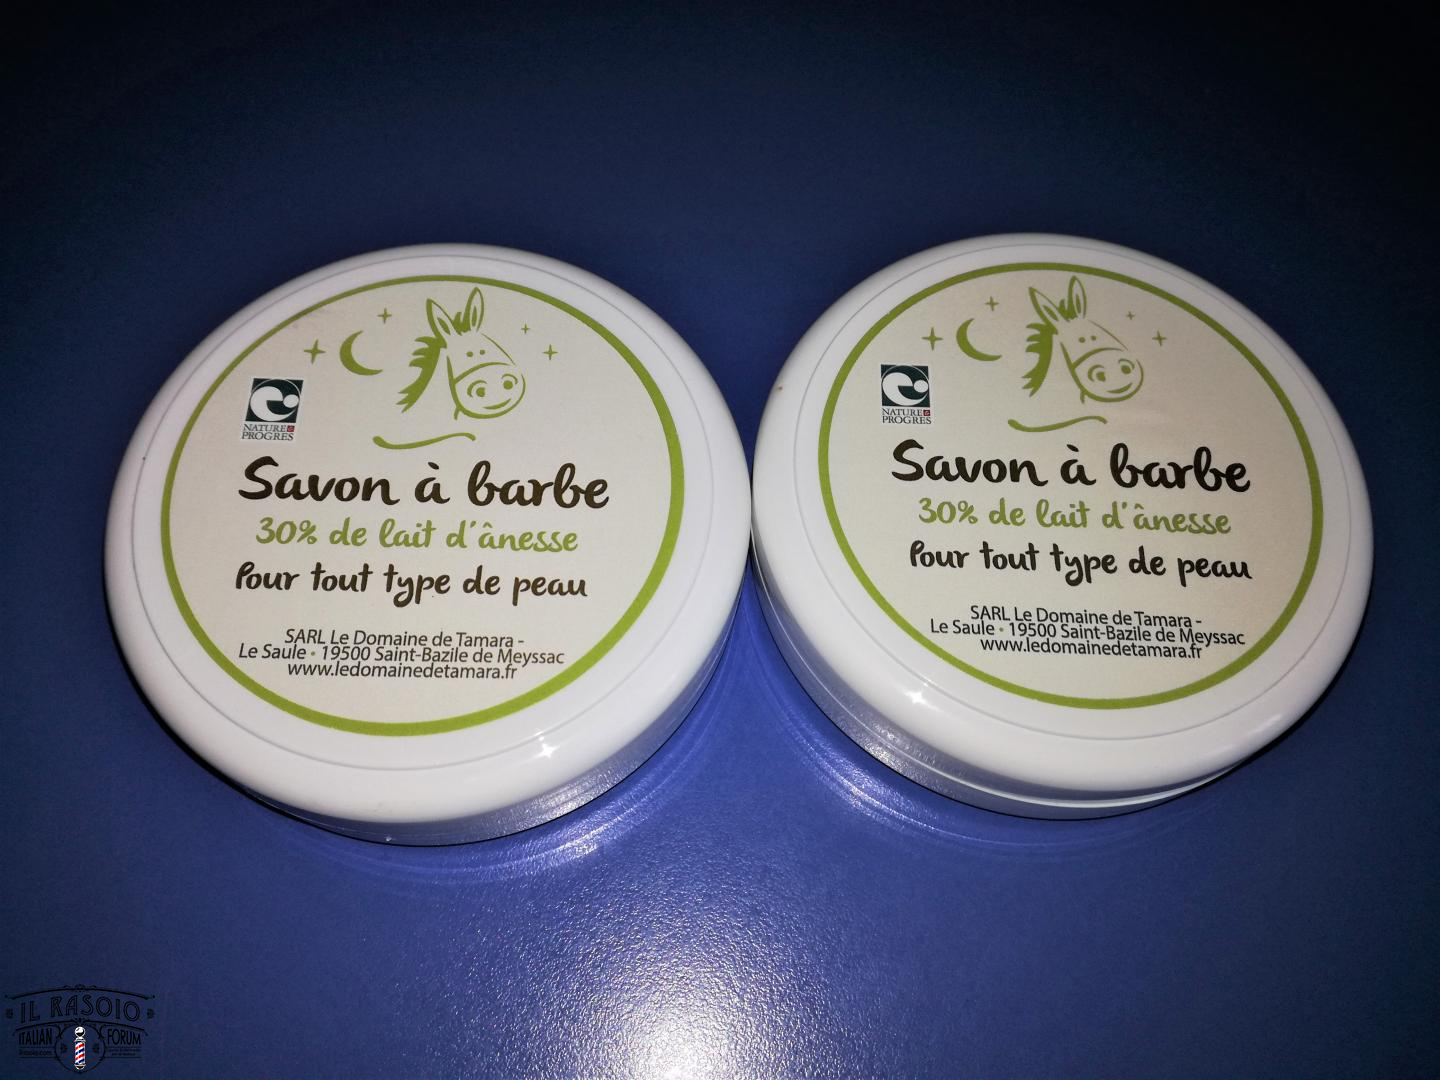 NATURE &
PROGRES
Savon à barbe
30% de lait d'ânesse
Pour tout type de peau
SARL Le Domaine de Tamara -
Le Saule • 19500 Saint-Bazile de Meyssac
www.ledomainedetamara.fr
NATURE &
PROGRES
Savon à barbe
30% de lait d'ânesse
Pour tout type de peau
SARL Le Domaine de Tamara -
Le Saule • 19500 Saint-Bazile de Meyssac
www.ledomainedetamara.fr
IL RASOIO
ITALIAN FORUM